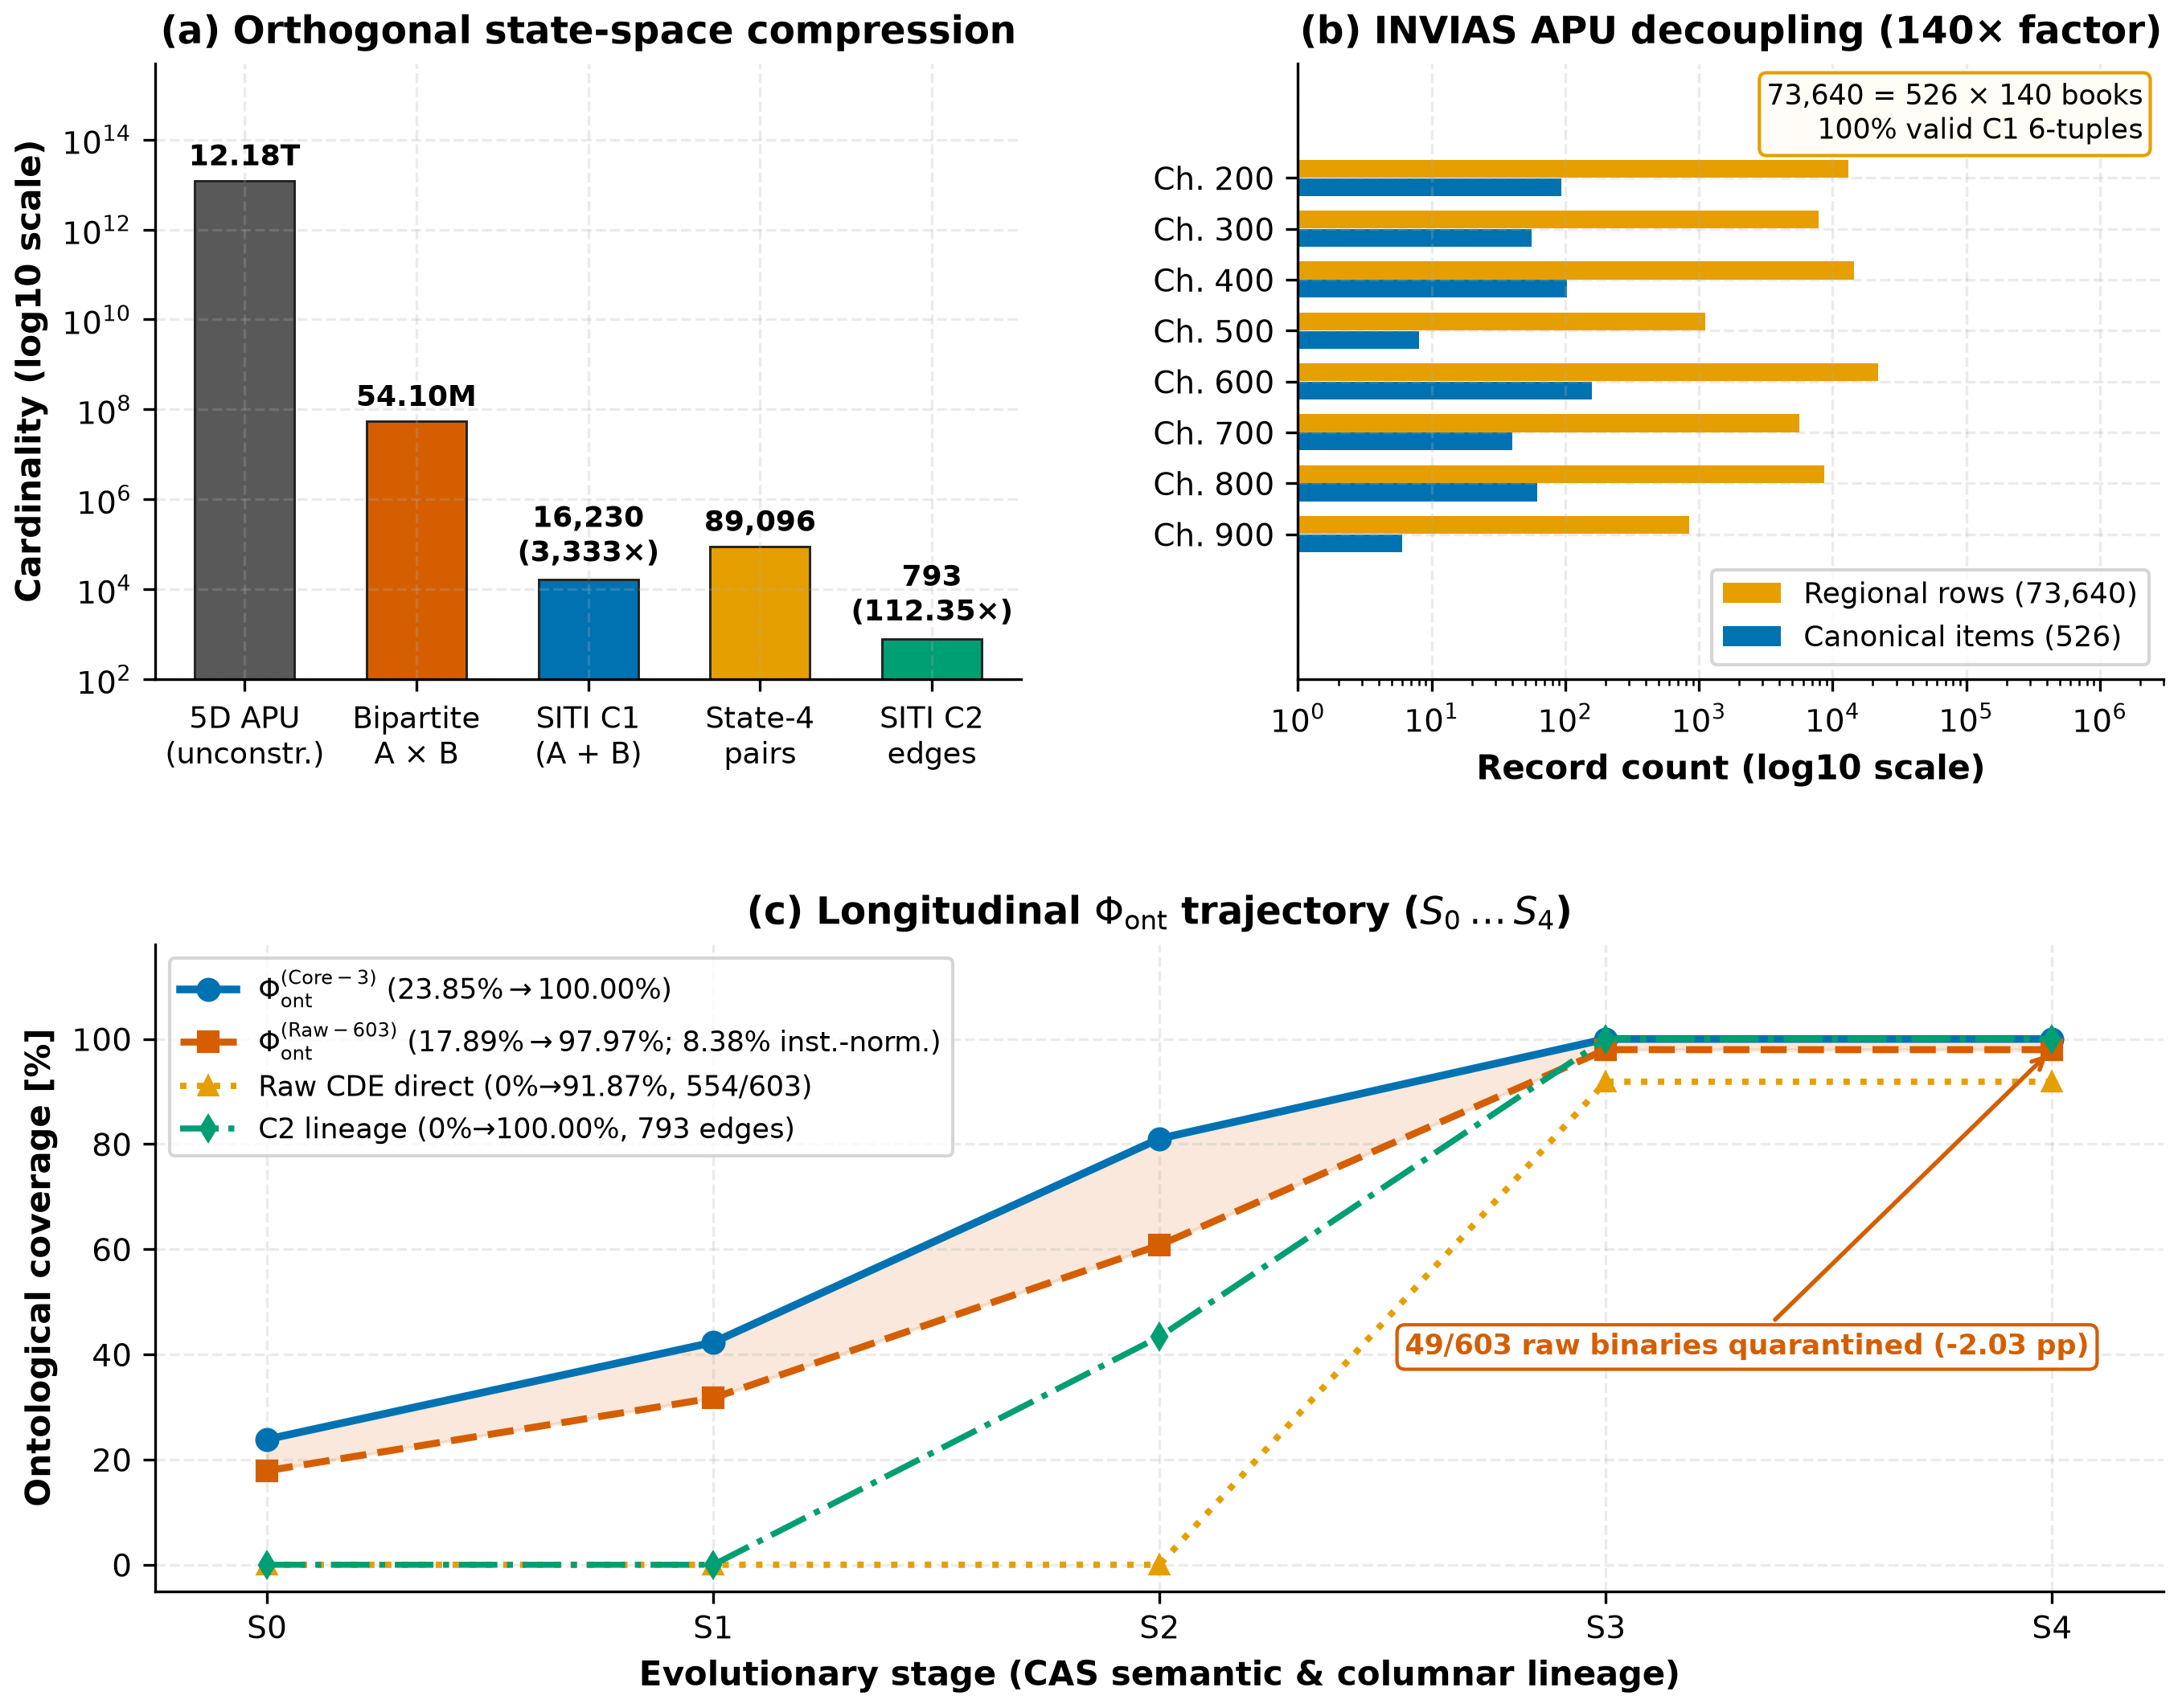 (a) Orthogonal state-space compression
Cardinality (log10 scale)
10^14
10^12
10^10
10^8
10^6
10^4
10^2
12.18T
54.10M
16,230
(3,333×)
89,096
793
(112.35×)
5D APU
(unconstr.)
Bipartite
A × B
SITI C1
(A + B)
State-4
pairs
SITI C2
edges
(b) INVIAS APU decoupling (140× factor)
73,640 = 526 × 140 books
100% valid C1 6-tuples
Ch. 200
Ch. 300
Ch. 400
Ch. 500
Ch. 600
Ch. 700
Ch. 800
Ch. 900
Regional rows (73,640)
Canonical items (526)
10^0 10^1 10^2 10^3 10^4 10^5 10^6
Record count (log10 scale)
(c) Longitudinal Φ_ont trajectory (S_0 … S_4)
Ontological coverage [%]
100
80
60
40
20
0
Φ_ont^(Core−3) (23.85%→100.00%)
Φ_ont^(Raw−603) (17.89%→97.97%; 8.38% inst.-norm.)
Raw CDE direct (0%→91.87%, 554/603)
C2 lineage (0%→100.00%, 793 edges)
49/603 raw binaries quarantined (-2.03 pp)
S0 S1 S2 S3 S4
Evolutionary stage (CAS semantic & columnar lineage)